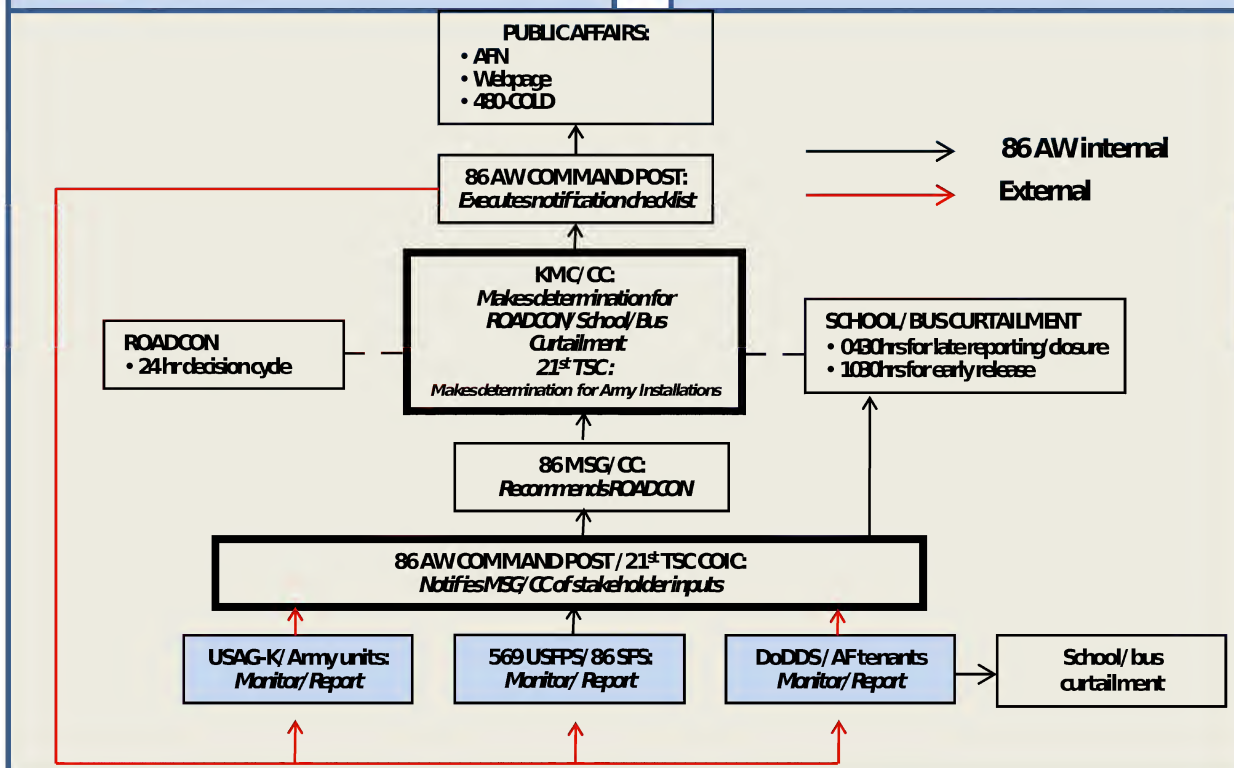 PUBLIC AFFAIRS:
• AFN
• Webpage
• 480-COLD
86 AW COMMAND POST:
Executes notification checklist
86 AW internal
External
KMC/CC:
Makes determination for
ROADCON/School/Bus
Curtailment
21st TSC:
Makes determination for Army Installations
ROADCON
• 24 hr decision cycle
SCHOOL/BUS CURTAILMENT
• 0430hrs for late reporting/closure
• 1030hrs for early release
86 MSG/CC:
Recommends ROADCON
86 AW COMMAND POST / 21st TSC COIC:
Notifies MSG/CC of stakeholder inputs
USAG-K/Army units:
Monitor/Report
569 USFPS/86 SFS:
Monitor/Report
DoDDS/AF tenants
Monitor/Report
School/bus
curtailment